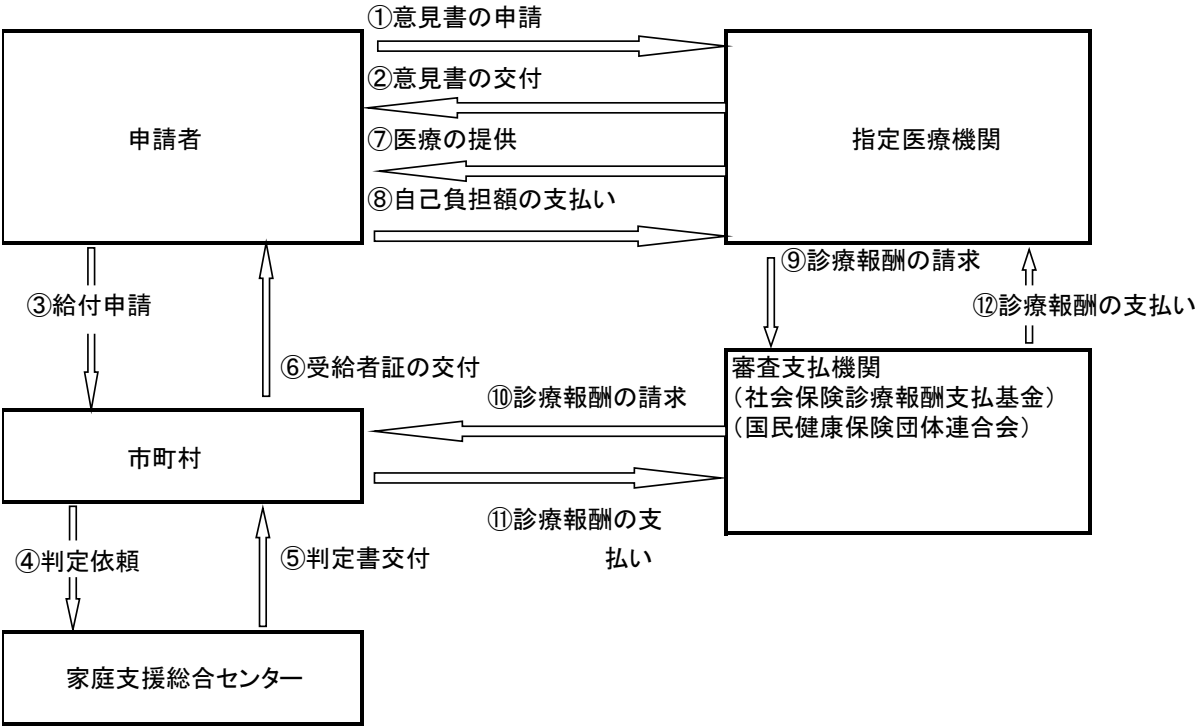 ①意見書の申請
②意見書の交付
申請者
⑦医療の提供
指定医療機関
⑧自己負担額の支払い
⑨診療報酬の請求
③給付申請
⑫診療報酬の支払い
⑥受給者証の交付
審査支払機関
（社会保険診療報酬支払基金）
（国民健康保険団体連合会）
⑩診療報酬の請求
市町村
⑪診療報酬の支
払い
④判定依頼
⑤判定書交付
家庭支援総合センター